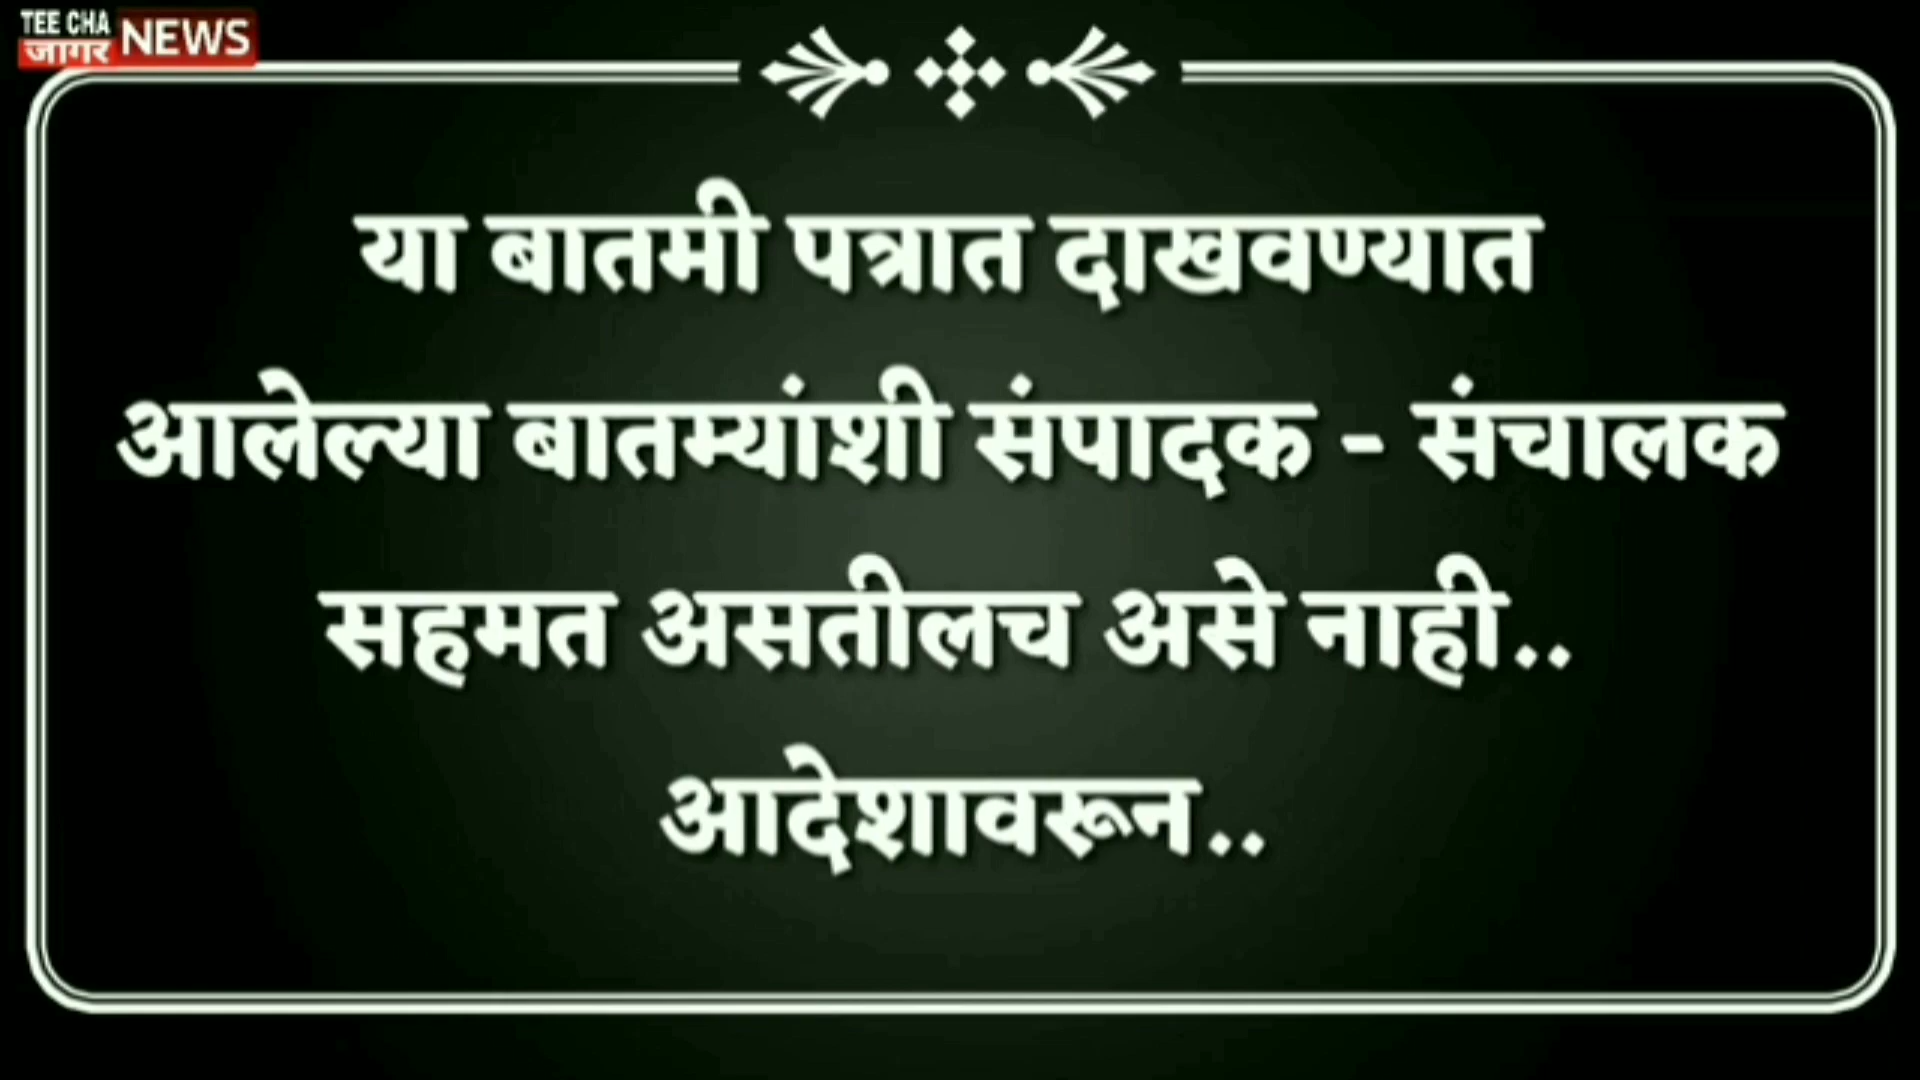 TEE CHA
जागर NEWS
या बातमी पत्रात दाखवण्यात
आलेल्या बातम्यांशी संपादक - संचालक
सहमत असतीलच असे नाही..
आदेशावरून..